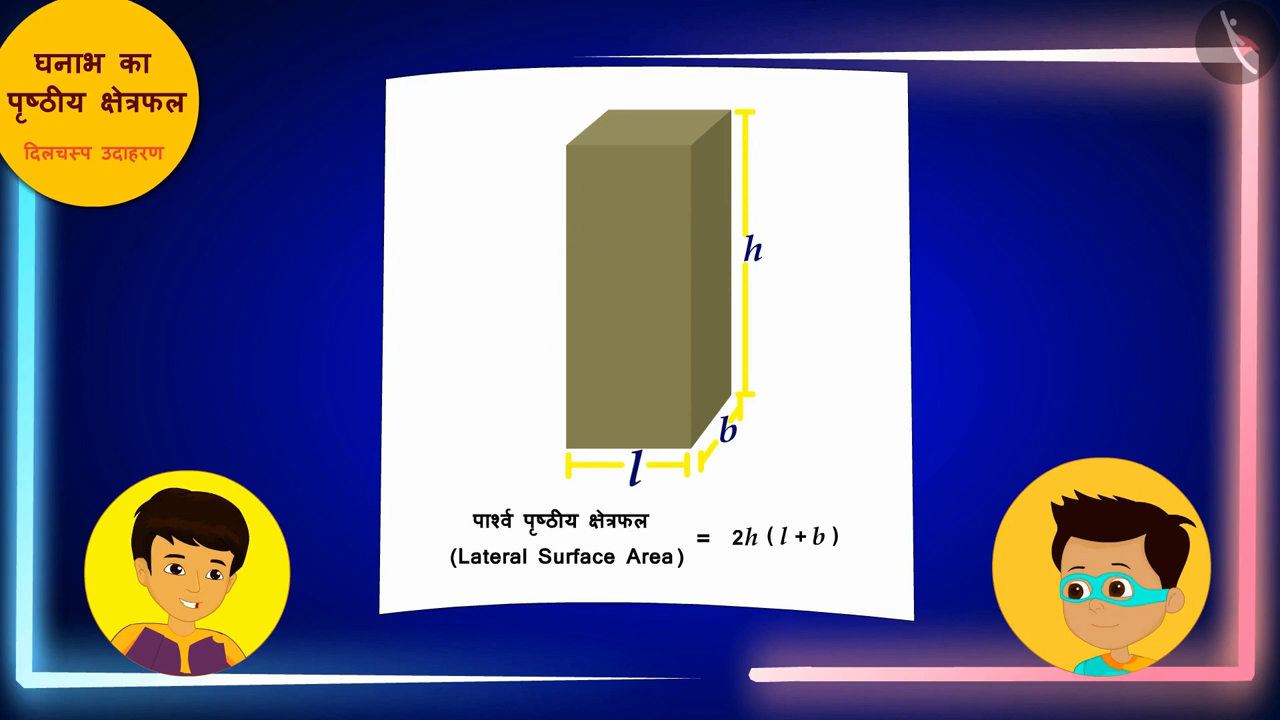 घनाभ का
पृष्ठीय क्षेत्रफल
दिलचस्प उदाहरण
h
b
l
पार्श्व पृष्ठीय क्षेत्रफल
(Lateral Surface Area) = 2h ( l + b )